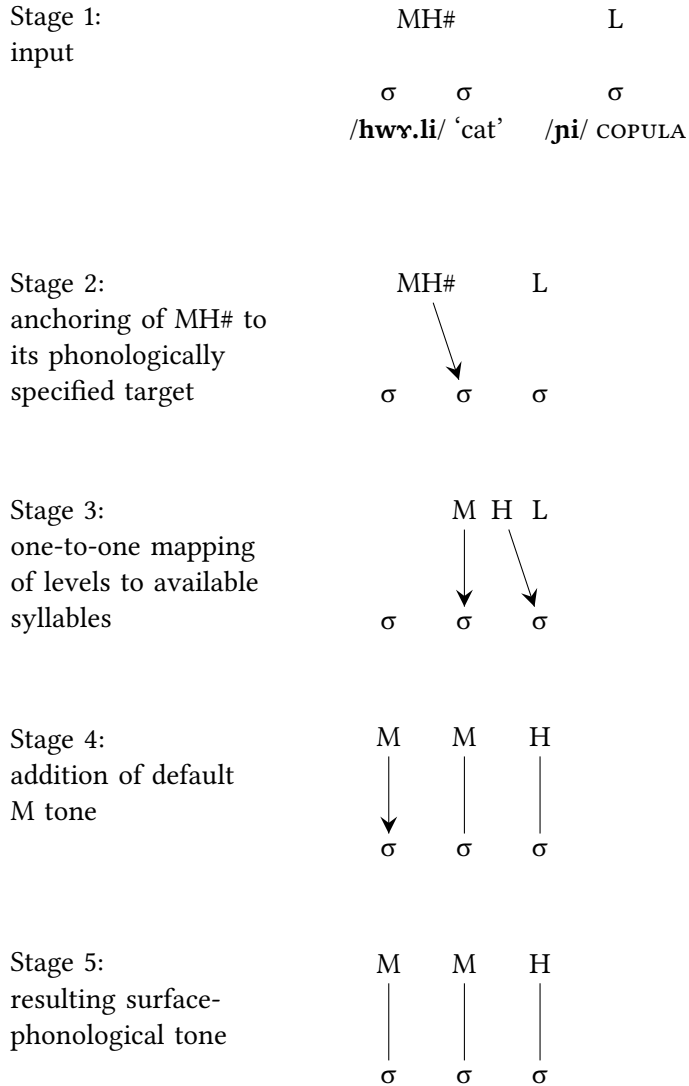 Stage 1: MH# L
input
σ σ σ
/hwɤ.li/ ‘cat’ /ɲi/ COPULA
Stage 2: MH# L
anchoring of MH# to
its phonologically
specified target σ σ σ
Stage 3: M H L
one-to-one mapping
of levels to available
syllables σ σ σ
Stage 4: M M H
addition of default
M tone
σ σ σ
Stage 5: M M H
resulting surface-
phonological tone
σ σ σ